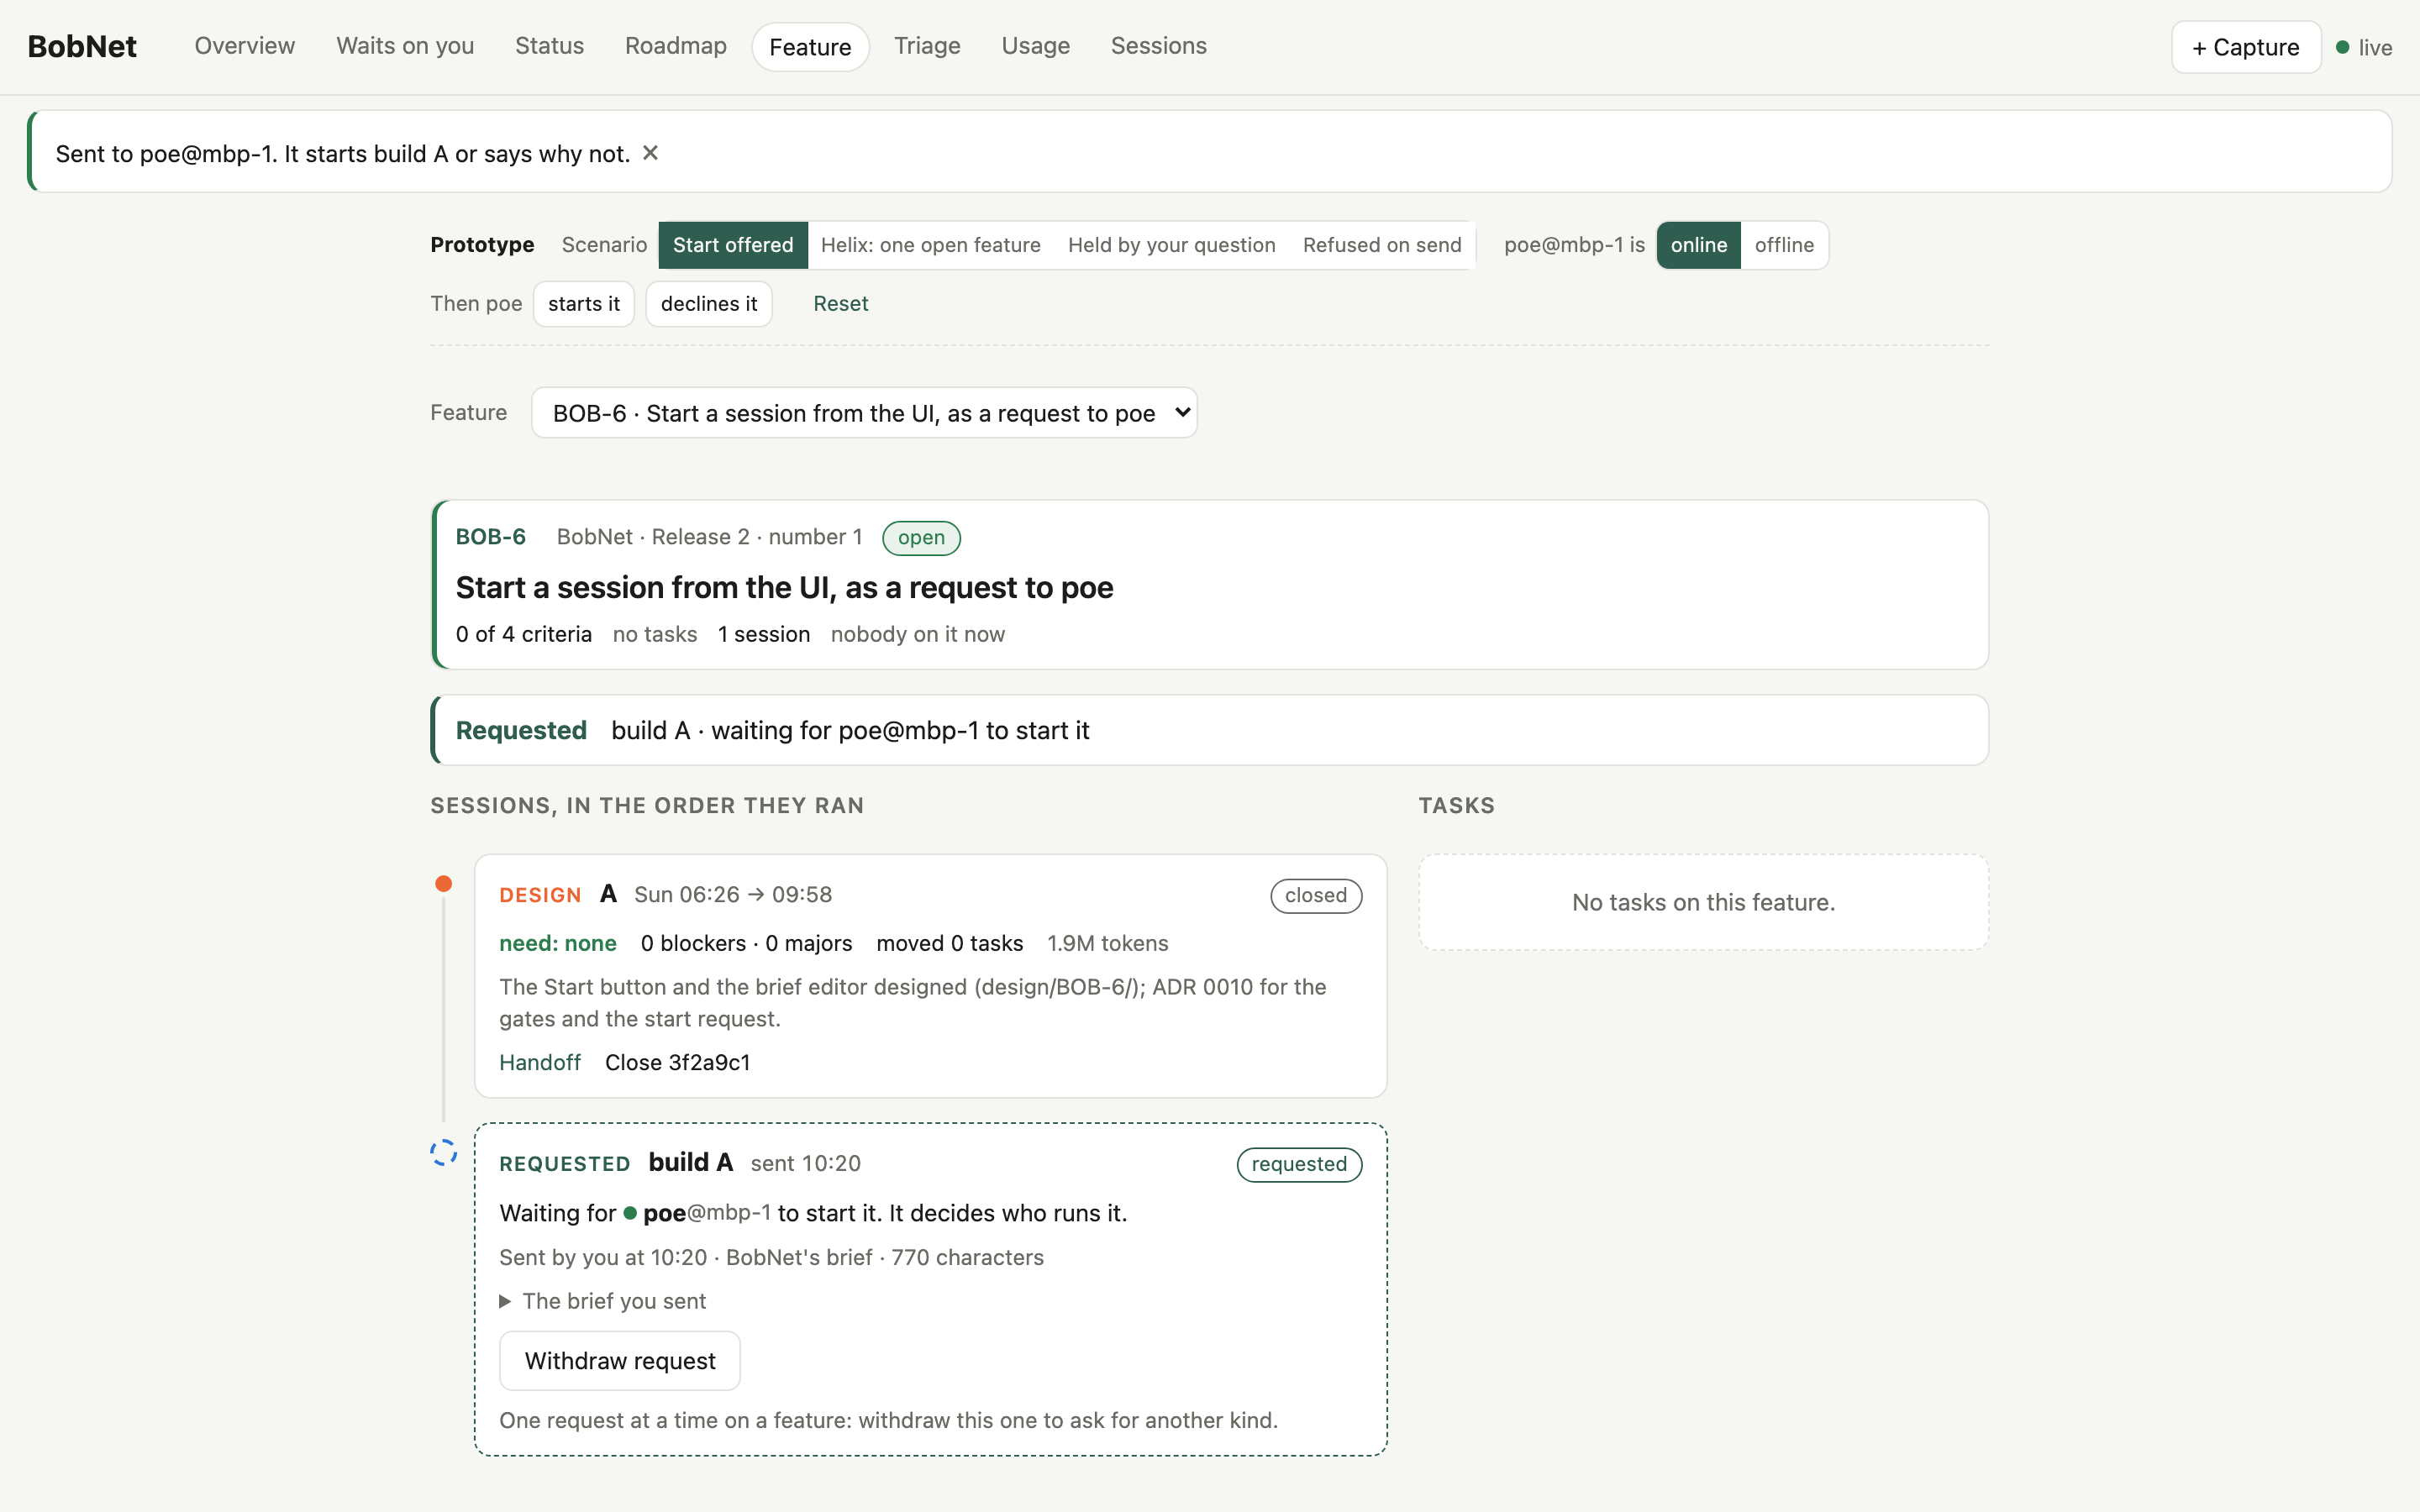 BobNet Overview Waits on you Status Roadmap Feature Triage Usage Sessions + Capture live
Sent to poe@mbp-1. It starts build A or says why not. ×
Prototype Scenario Start offered Helix: one open feature Held by your question Refused on send poe@mbp-1 is online offline
Then poe starts it declines it Reset
Feature BOB-6 · Start a session from the UI, as a request to poe
BOB-6 BobNet · Release 2 · number 1 open
Start a session from the UI, as a request to poe
0 of 4 criteria no tasks 1 session nobody on it now
Requested build A · waiting for poe@mbp-1 to start it
SESSIONS, IN THE ORDER THEY RAN
DESIGN A Sun 06:26 → 09:58 closed
need: none 0 blockers · 0 majors moved 0 tasks 1.9M tokens
The Start button and the brief editor designed (design/BOB-6/); ADR 0010 for the
gates and the start request.
Handoff Close 3f2a9c1
REQUESTED build A sent 10:20 requested
Waiting for poe@mbp-1 to start it. It decides who runs it.
Sent by you at 10:20 · BobNet's brief · 770 characters
The brief you sent
Withdraw request
One request at a time on a feature: withdraw this one to ask for another kind.
TASKS
No tasks on this feature.